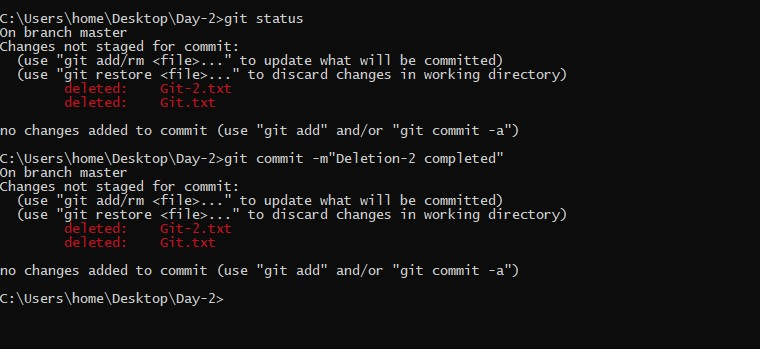 C:\Users\home\Desktop\Day-2>git status
On branch master
Changes not staged for commit:
  (use "git add/rm <file>..." to update what will be committed)
  (use "git restore <file>..." to discard changes in working directory)
        deleted:    Git-2.txt
        deleted:    Git.txt
no changes added to commit (use "git add" and/or "git commit -a")
C:\Users\home\Desktop\Day-2>git commit -m"Deletion-2 completed"
On branch master
Changes not staged for commit:
  (use "git add/rm <file>..." to update what will be committed)
  (use "git restore <file>..." to discard changes in working directory)
        deleted:    Git-2.txt
        deleted:    Git.txt
no changes added to commit (use "git add" and/or "git commit -a")
C:\Users\home\Desktop\Day-2>